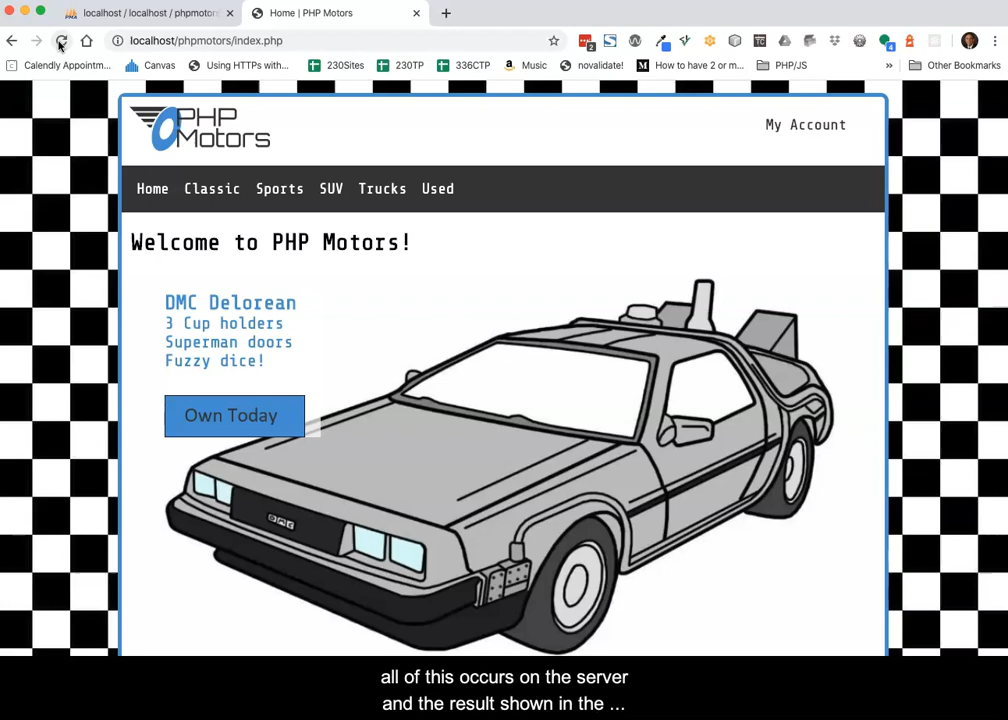 localhost / localhost / phpmotors
Home | PHP Motors
localhost/phpmotors/index.php
Calendly Appointm...
Canvas
Using HTTPs with...
230Sites
230TP
336CTP
Music
novalidate!
How to have 2 or m...
PHP/JS
»
Other Bookmarks
PHP
Motors
My Account
Home Classic Sports SUV Trucks Used
Welcome to PHP Motors!
DMC Delorean
3 Cup holders
Superman doors
Fuzzy dice!
Own Today
DMC
all of this occurs on the server
and the result shown in the ...